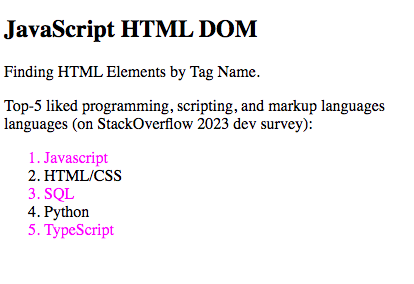 JavaScript HTML DOM
Finding HTML Elements by Tag Name.
Top-5 liked programming, scripting, and markup languages
languages (on StackOverflow 2023 dev survey):
1. Javascript
2. HTML/CSS
3. SQL
4. Python
5. TypeScript